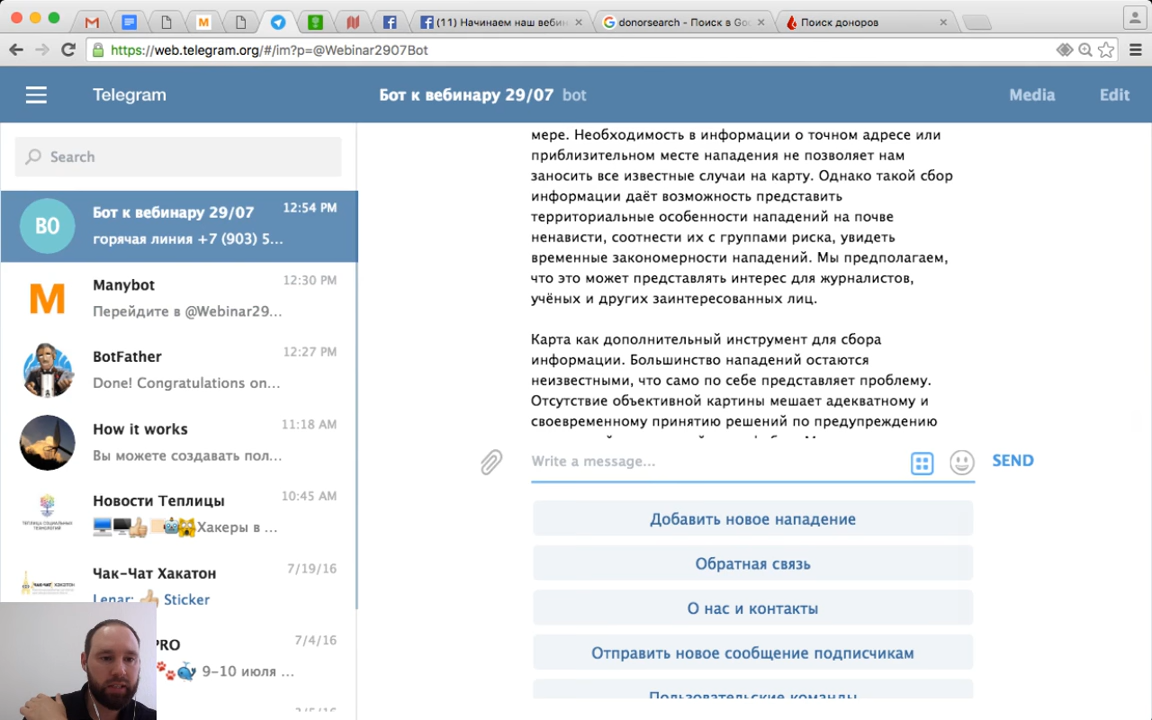 (11) Начинаем наш вебин
donorsearch - Поиск в Goo
Поиск доноров
https://web.telegram.org/#/im?p=@Webinar2907Bot
Telegram
Бот к вебинару 29/07 bot
Media
Edit
Search
ВО
Бот к вебинару 29/07
12:54 PM
горячая линия +7 (903) 5...
Manybot
12:30 PM
Перейдите в @Webinar29...
BotFather
12:27 PM
Done! Congratulations on...
How it works
11:18 AM
Вы можете создавать пол...
Новости Теплицы
10:45 AM
Хакеры в ...
ТЕПЛИЦА СОЦИАЛЬНЫХ
ТЕХНОЛОГИЙ
Чак-Чат Хакатон
7/19/16
Lenar: Sticker
PRO
7/4/16
9-10 июля ...
мере. Необходимость в информации о точном адресе или
приблизительном месте нападения не позволяет нам
заносить все известные случаи на карту. Однако такой сбор
информации даёт возможность представить
территориальные особенности нападений на почве
ненависти, соотнести их с группами риска, увидеть
временные закономерности нападений. Мы предполагаем,
что это может представлять интерес для журналистов,
учёных и других заинтересованных лиц.
Карта как дополнительный инструмент для сбора
информации. Большинство нападений остаются
неизвестными, что само по себе представляет проблему.
Отсутствие объективной картины мешает адекватному и
своевременному принятию решений по предупреждению
Write a message...
SEND
Добавить новое нападение
Обратная связь
О нас и контакты
Отправить новое сообщение подписчикам
Пользовательские команды